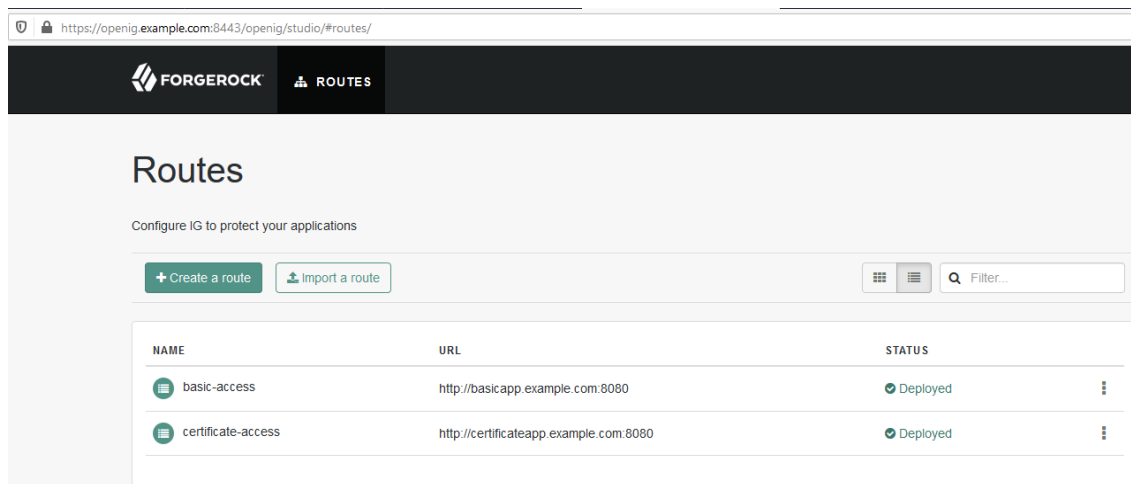 https://openig.example.com:8443/openig/studio/#routes/
FORGEROCK ROUTES
Routes
Configure IG to protect your applications
Create a route Import a route Filter...
NAME URL STATUS
basic-access http://basicapp.example.com:8080 Deployed
certificate-access http://certificateapp.example.com:8080 Deployed